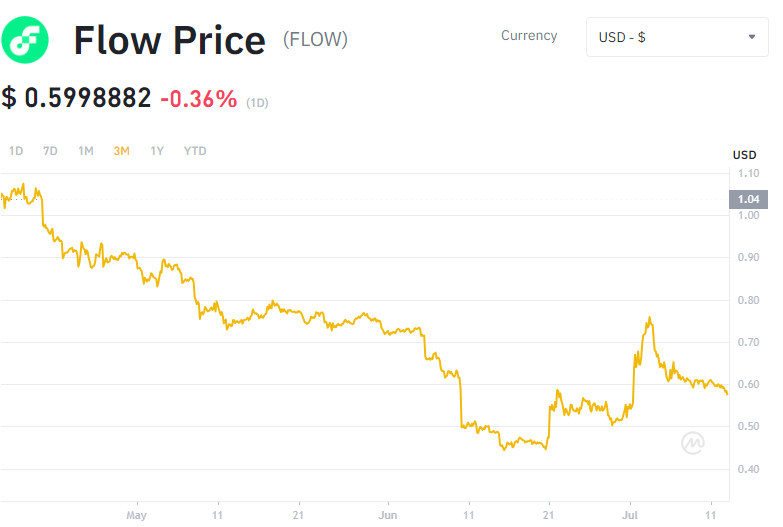 Flow Price (FLOW)
Currency
USD - $
$ 0.5998882 -0.36% (1D)
1D 7D 1M 3M 1Y YTD
USD
1.10
1.04
1.00
0.90
0.80
0.70
0.60
0.50
0.40
May 11 21 Jun 11 21 Jul 11